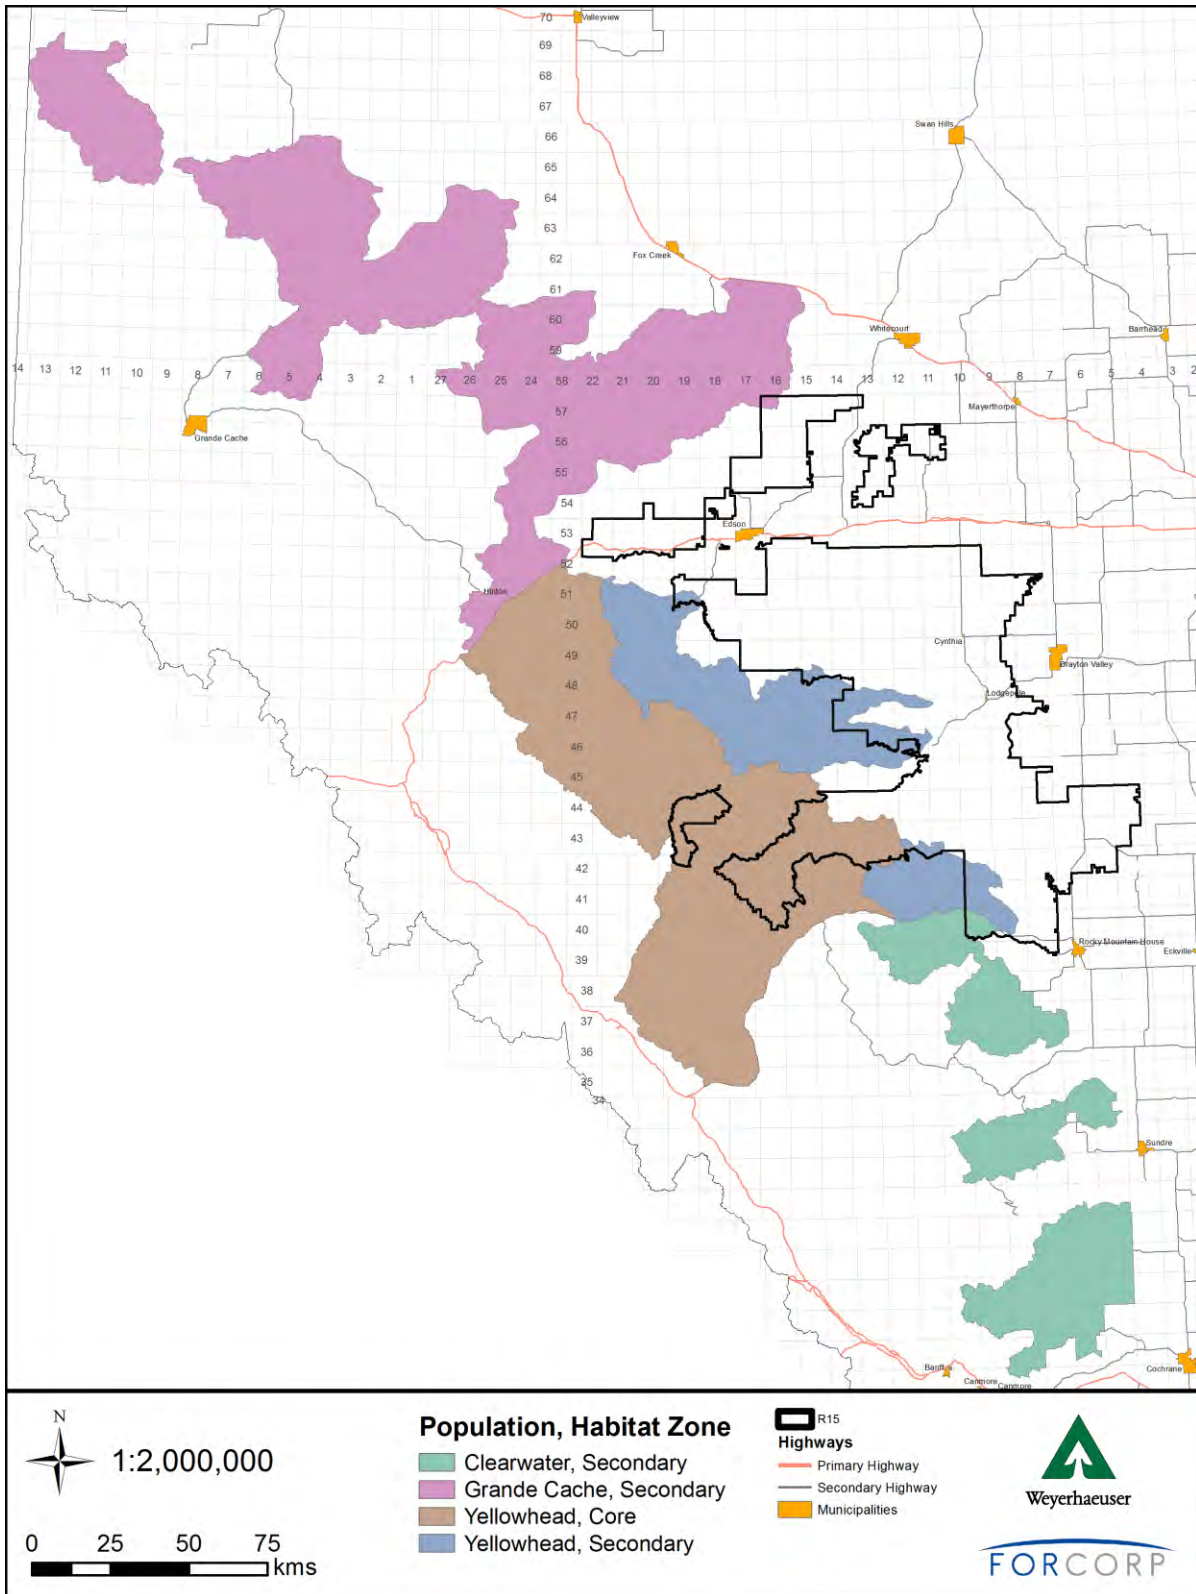 70
Valleyview
69
68
67
66
Swan Hills
65
64
63
62
Fox Creek
61
60
Whitecourt
Barrhead
59
14 13 12 11 10 9 8 7 6 5 4 3 2 1 27 26 25 24 58 22 21 20 19 18 17 16 15 14 13 12 11 10 9 8 7 6 5 4 3 2
Mayerthorpe
57
Grande Cache
56
55
54
Edson
53
52
Hinton
51
50
Cynthia
49
Drayton Valley
48
Lodgepole
47
46
45
44
43
42
41
40
Rocky Mountain House
Eckville
39
38
37
36
35
34
Sundre
Banff
Cochrane
Canmore
Canmore
N
1:2,000,000
0 25 50 75
kms
Population, Habitat Zone
Clearwater, Secondary
Grande Cache, Secondary
Yellowhead, Core
Yellowhead, Secondary
R15
Highways
Primary Highway
Secondary Highway
Municipalities
Weyerhaeuser
FORCORP